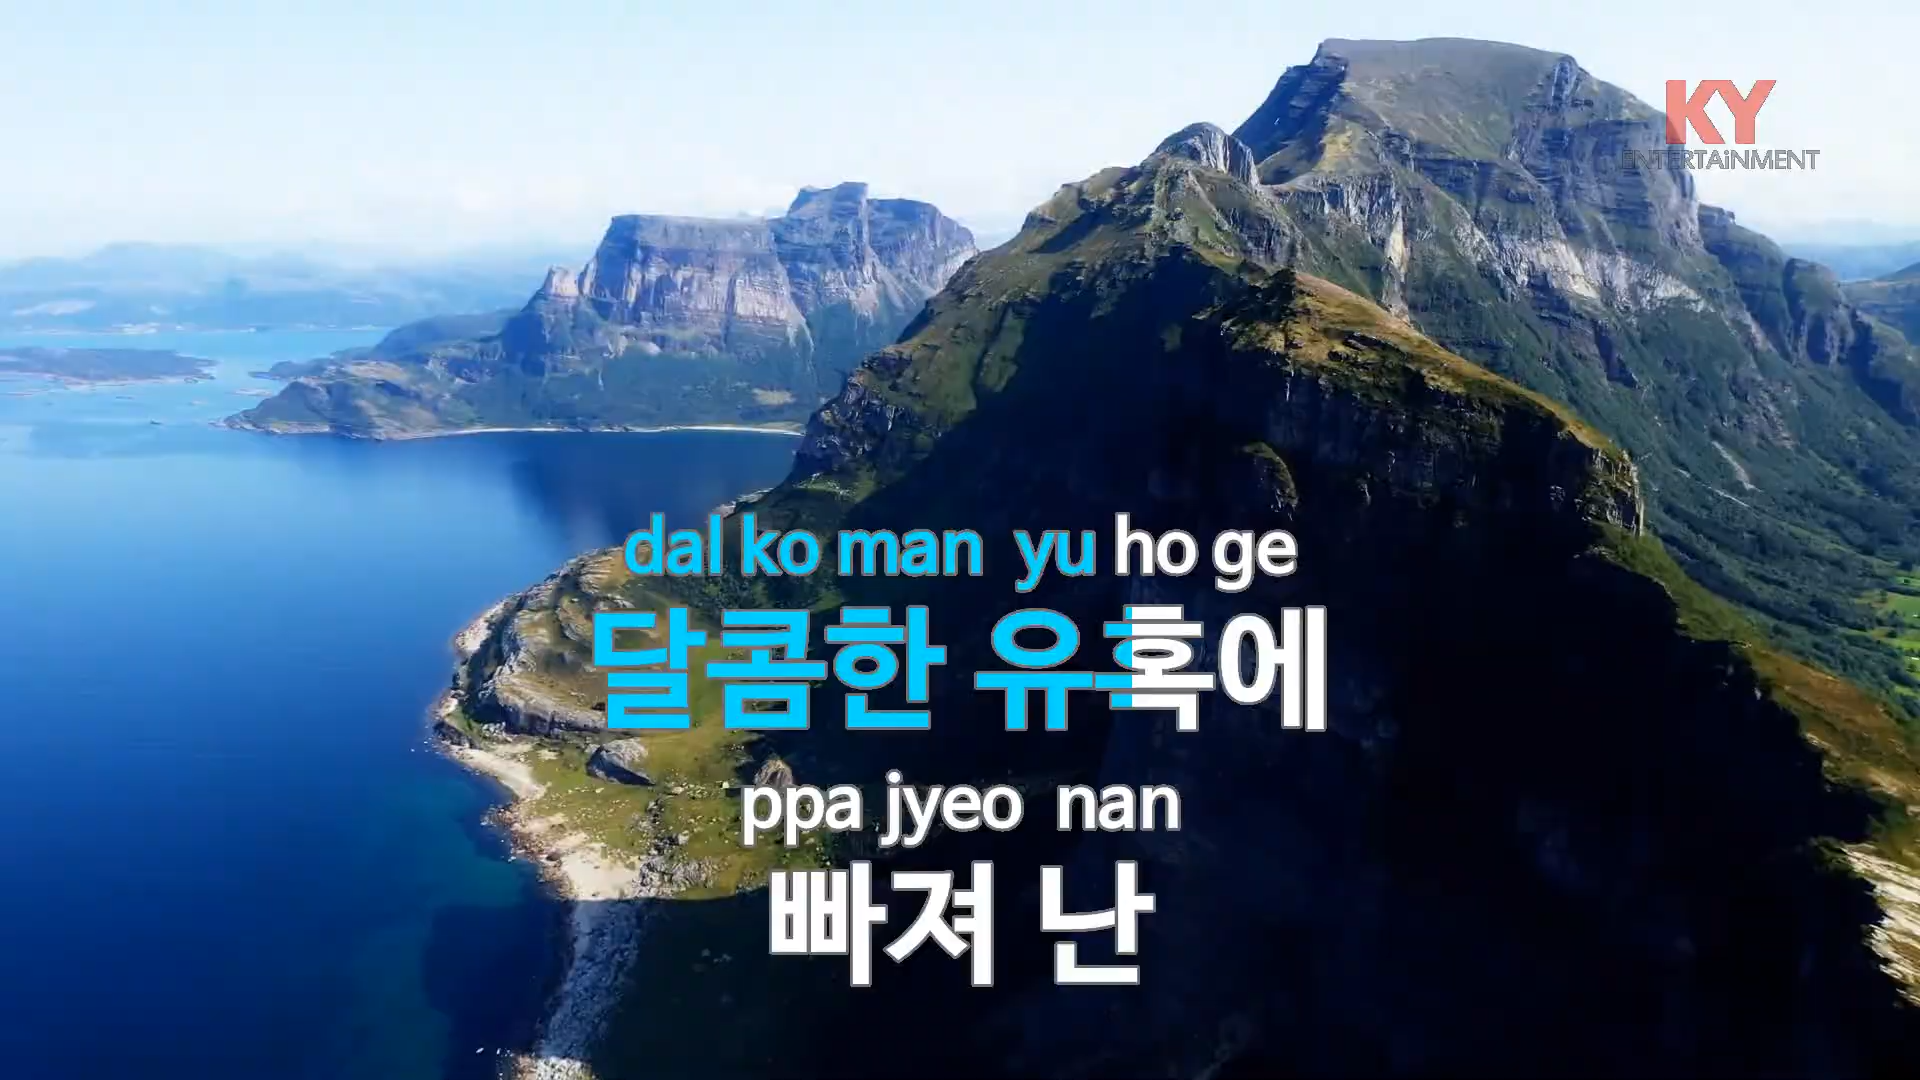 KY
ENTERTAiNMENT
dal ko man yu ho ge
달콤한 유혹에
ppa jyeo nan
빠져 난